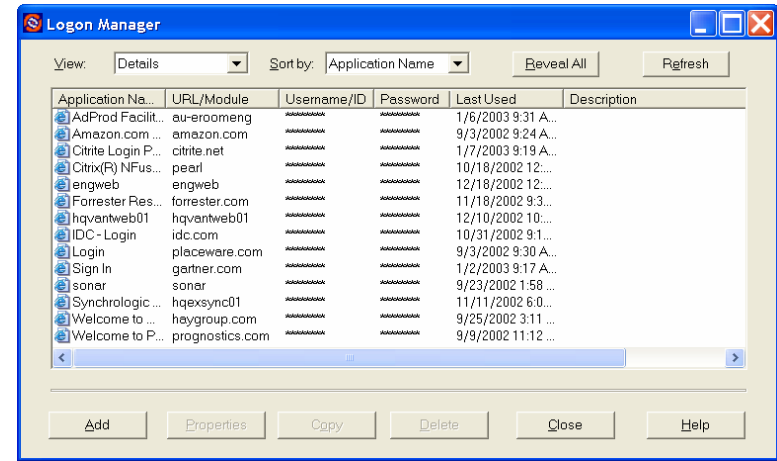 Logon Manager
View: Details Sort by: Application Name Reveal All Refresh
Application Na... URL/Module Username/ID Password Last Used Description
AdProd Facilit... au-eroomeng ********** ********** 1/6/2003 9:31 A...
Amazon.com ... amazon.com ********** ********** 9/3/2002 9:24 A...
Citrite Login P... citrite.net ********** ********** 1/7/2003 9:19 A...
Citrix(R) NFus... pearl ********** ********** 10/18/2002 12:...
engweb engweb ********** ********** 12/18/2002 12:...
Forrester Res... forrester.com ********** ********** 11/18/2002 9:3...
hqvantweb01 hqvantweb01 ********** ********** 12/10/2002 10:...
IDC - Login idc.com ********** ********** 10/31/2002 9:1...
Login placeware.com ********** ********** 9/3/2002 9:30 A...
Sign In gartner.com ********** ********** 1/2/2003 9:17 A...
sonar sonar ********** ********** 9/23/2002 1:58 ...
Synchrologic ... hqexsync01 ********** ********** 11/11/2002 6:0...
Welcome to ... haygroup.com ********** ********** 9/25/2002 3:11 ...
Welcome to P... prognostics.com ********** ********** 9/9/2002 11:12 ...
Add Properties Copy Delete Close Help